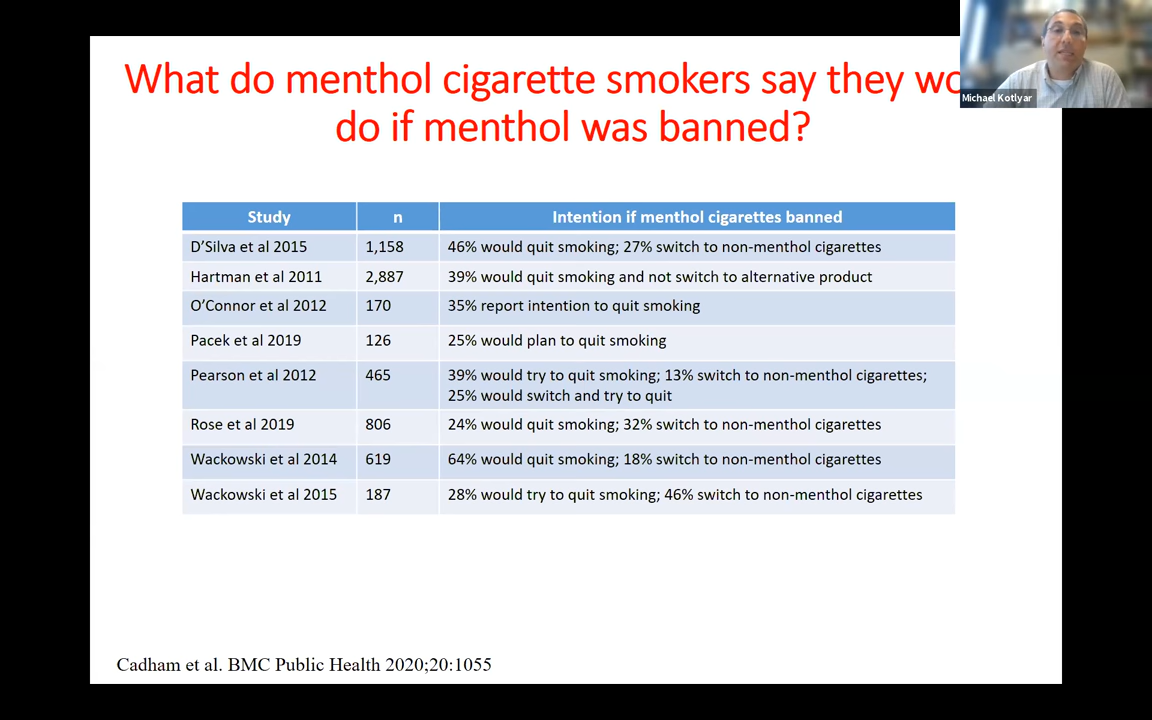 What do menthol cigarette smokers say they wo
do if menthol was banned?
Michael Kotlyar
Study n Intention if menthol cigarettes banned
D'Silva et al 2015 1,158 46% would quit smoking; 27% switch to non-menthol cigarettes
Hartman et al 2011 2,887 39% would quit smoking and not switch to alternative product
O'Connor et al 2012 170 35% report intention to quit smoking
Pacek et al 2019 126 25% would plan to quit smoking
Pearson et al 2012 465 39% would try to quit smoking; 13% switch to non-menthol cigarettes;
25% would switch and try to quit
Rose et al 2019 806 24% would quit smoking; 32% switch to non-menthol cigarettes
Wackowski et al 2014 619 64% would quit smoking; 18% switch to non-menthol cigarettes
Wackowski et al 2015 187 28% would try to quit smoking; 46% switch to non-menthol cigarettes
Cadham et al. BMC Public Health 2020;20:1055